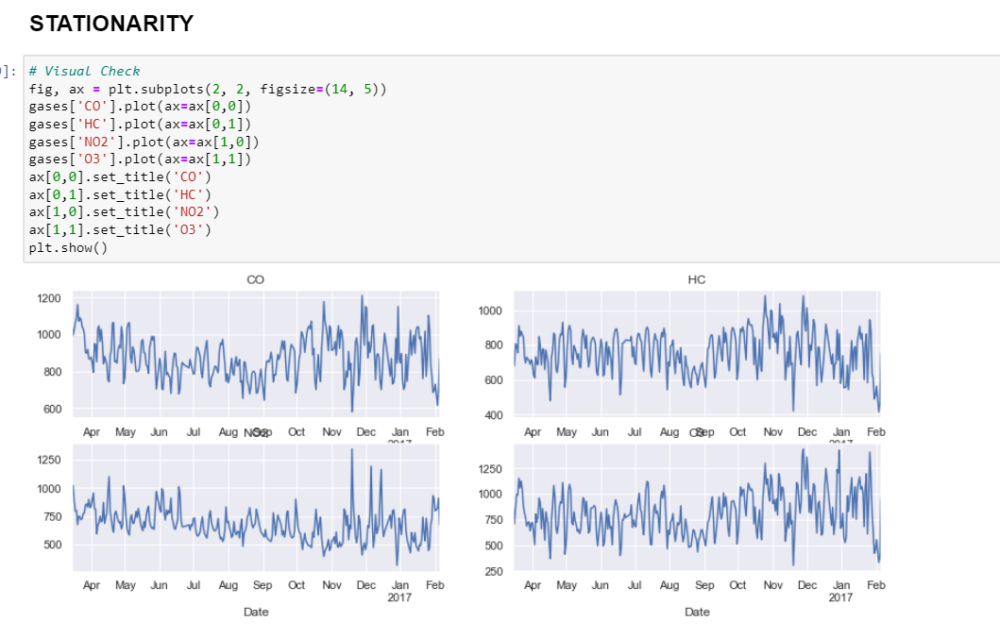 STATIONARITY
]: # Visual Check
fig, ax = plt.subplots(2, 2, figsize=(14, 5))
gases['CO'].plot(ax=ax[0,0])
gases['HC'].plot(ax=ax[0,1])
gases['NO2'].plot(ax=ax[1,0])
gases['O3'].plot(ax=ax[1,1])
ax[0,0].set_title('CO')
ax[0,1].set_title('HC')
ax[1,0].set_title('NO2')
ax[1,1].set_title('O3')
plt.show()
CO
1200
1000
800
600
Apr May Jun Jul Aug Sep Oct Nov Dec Jan Feb
2017
HC
1000
800
600
400
Apr May Jun Jul Aug Sep Oct Nov Dec Jan Feb
2017
NO2
1250
1000
750
500
Apr May Jun Jul Aug Sep Oct Nov Dec Jan Feb
2017
Date
O3
1250
1000
750
500
250
Apr May Jun Jul Aug Sep Oct Nov Dec Jan Feb
2017
Date